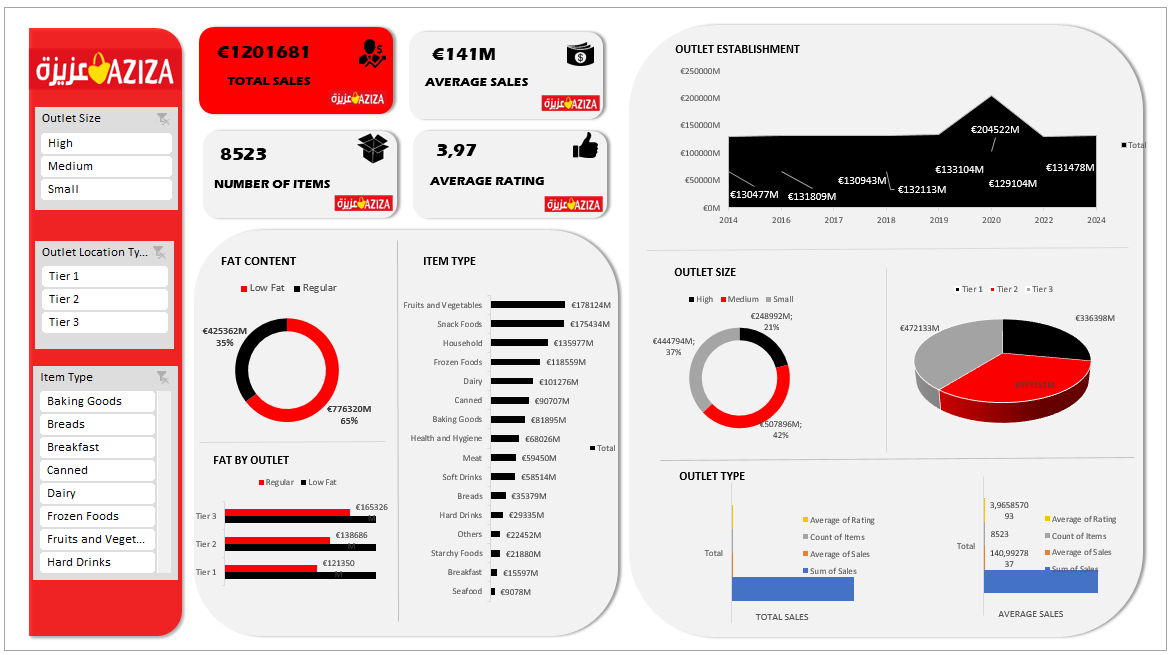 عزيزة AZIZA
Outlet Size
High
Medium
Small
Outlet Location Ty...
Tier 1
Tier 2
Tier 3
Item Type
Baking Goods
Breads
Breakfast
Canned
Dairy
Frozen Foods
Fruits and Veget...
Hard Drinks
€1201681
TOTAL SALES
عزيزة AZIZA
€141M
AVERAGE SALES
عزيزة AZIZA
8523
NUMBER OF ITEMS
عزيزة AZIZA
3,97
AVERAGE RATING
عزيزة AZIZA
FAT CONTENT
Low Fat Regular
€425362M
35%
€776320M
65%
FAT BY OUTLET
Regular Low Fat
Tier 3 €165326
M
Tier 2 €138686
M
Tier 1 €121350
M
ITEM TYPE
Fruits and Vegetables €178124M
Snack Foods €175434M
Household €135977M
Frozen Foods €118559M
Dairy €101276M
Canned €90707M
Baking Goods €81895M
Health and Hygiene €68026M
Total
Meat €59450M
Soft Drinks €58514M
Breads €35379M
Hard Drinks €29335M
Others €22452M
Starchy Foods €21880M
Breakfast €15597M
Seafood €9078M
OUTLET ESTABLISHMENT
€250000M
€200000M
€150000M
€100000M
€50000M
€0M
€130477M
€131809M
€130943M
€132113M
€133104M
€204522M
€129104M
€131478M
Total
2014 2016 2017 2018 2019 2020 2022 2024
OUTLET SIZE
High Medium Small
€248992M;
21%
€444794M;
37%
€507896M;
42%
Tier 1 Tier 2 Tier 3
€336398M
€472133M
OUTLET TYPE
Total
Average of Rating
Count of Items
Average of Sales
Sum of Sales
TOTAL SALES
Total
3,9658570
93
8523
140,99278
37
Average of Rating
Count of Items
Average of Sales
Sum of Sales
AVERAGE SALES